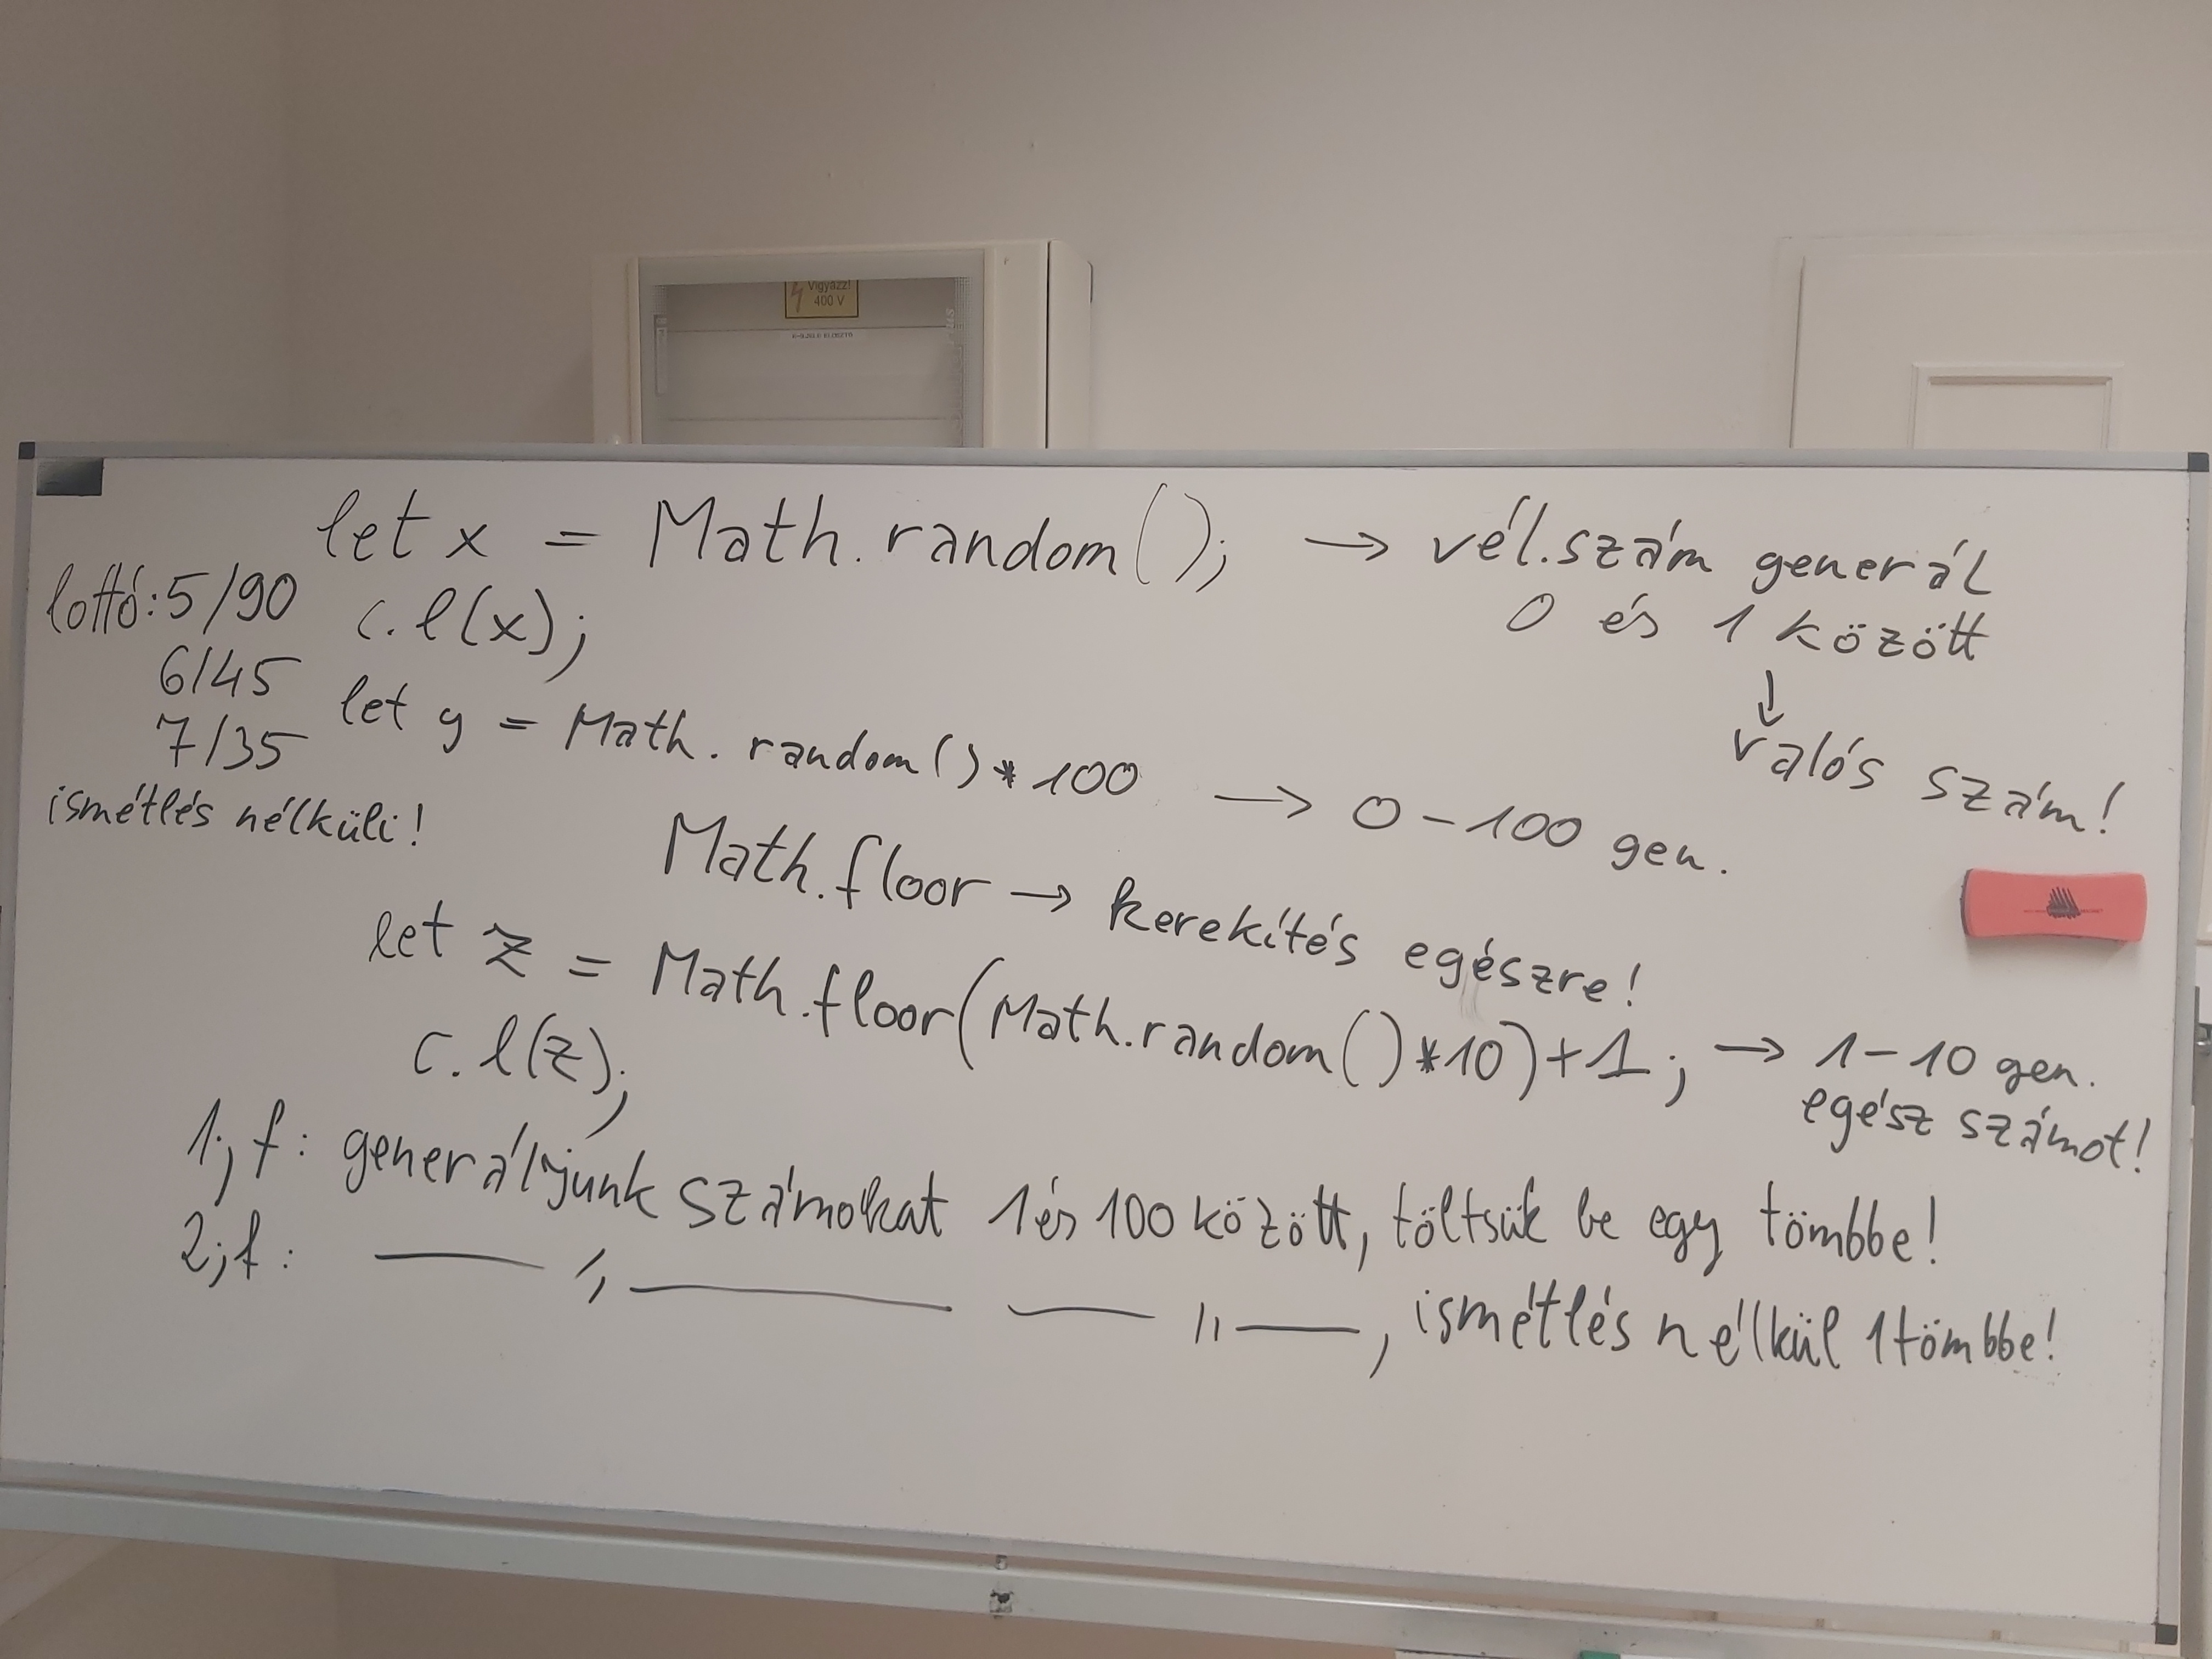 Vigyázz!
400 V
let x = Math.random(); → vél.szám generál
0 és 1 között
↓
valós szám!
lottó: 5/90
6/45
7/35
ismétlés nélküli!
c.l(x);
let y = Math.random()*100 → 0-100 gen.
Math.floor → kerekítés egészre!
let z = Math.floor(Math.random()*10)+1; → 1-10 gen.
egész számot!
c.l(z);
1; f: generáljunk számokat 1 és 100 között, töltsük be egy tömbbe!
2; f: —— 〃 —— —— 〃 ——, ismétlés nélkül 1 tömbbe!